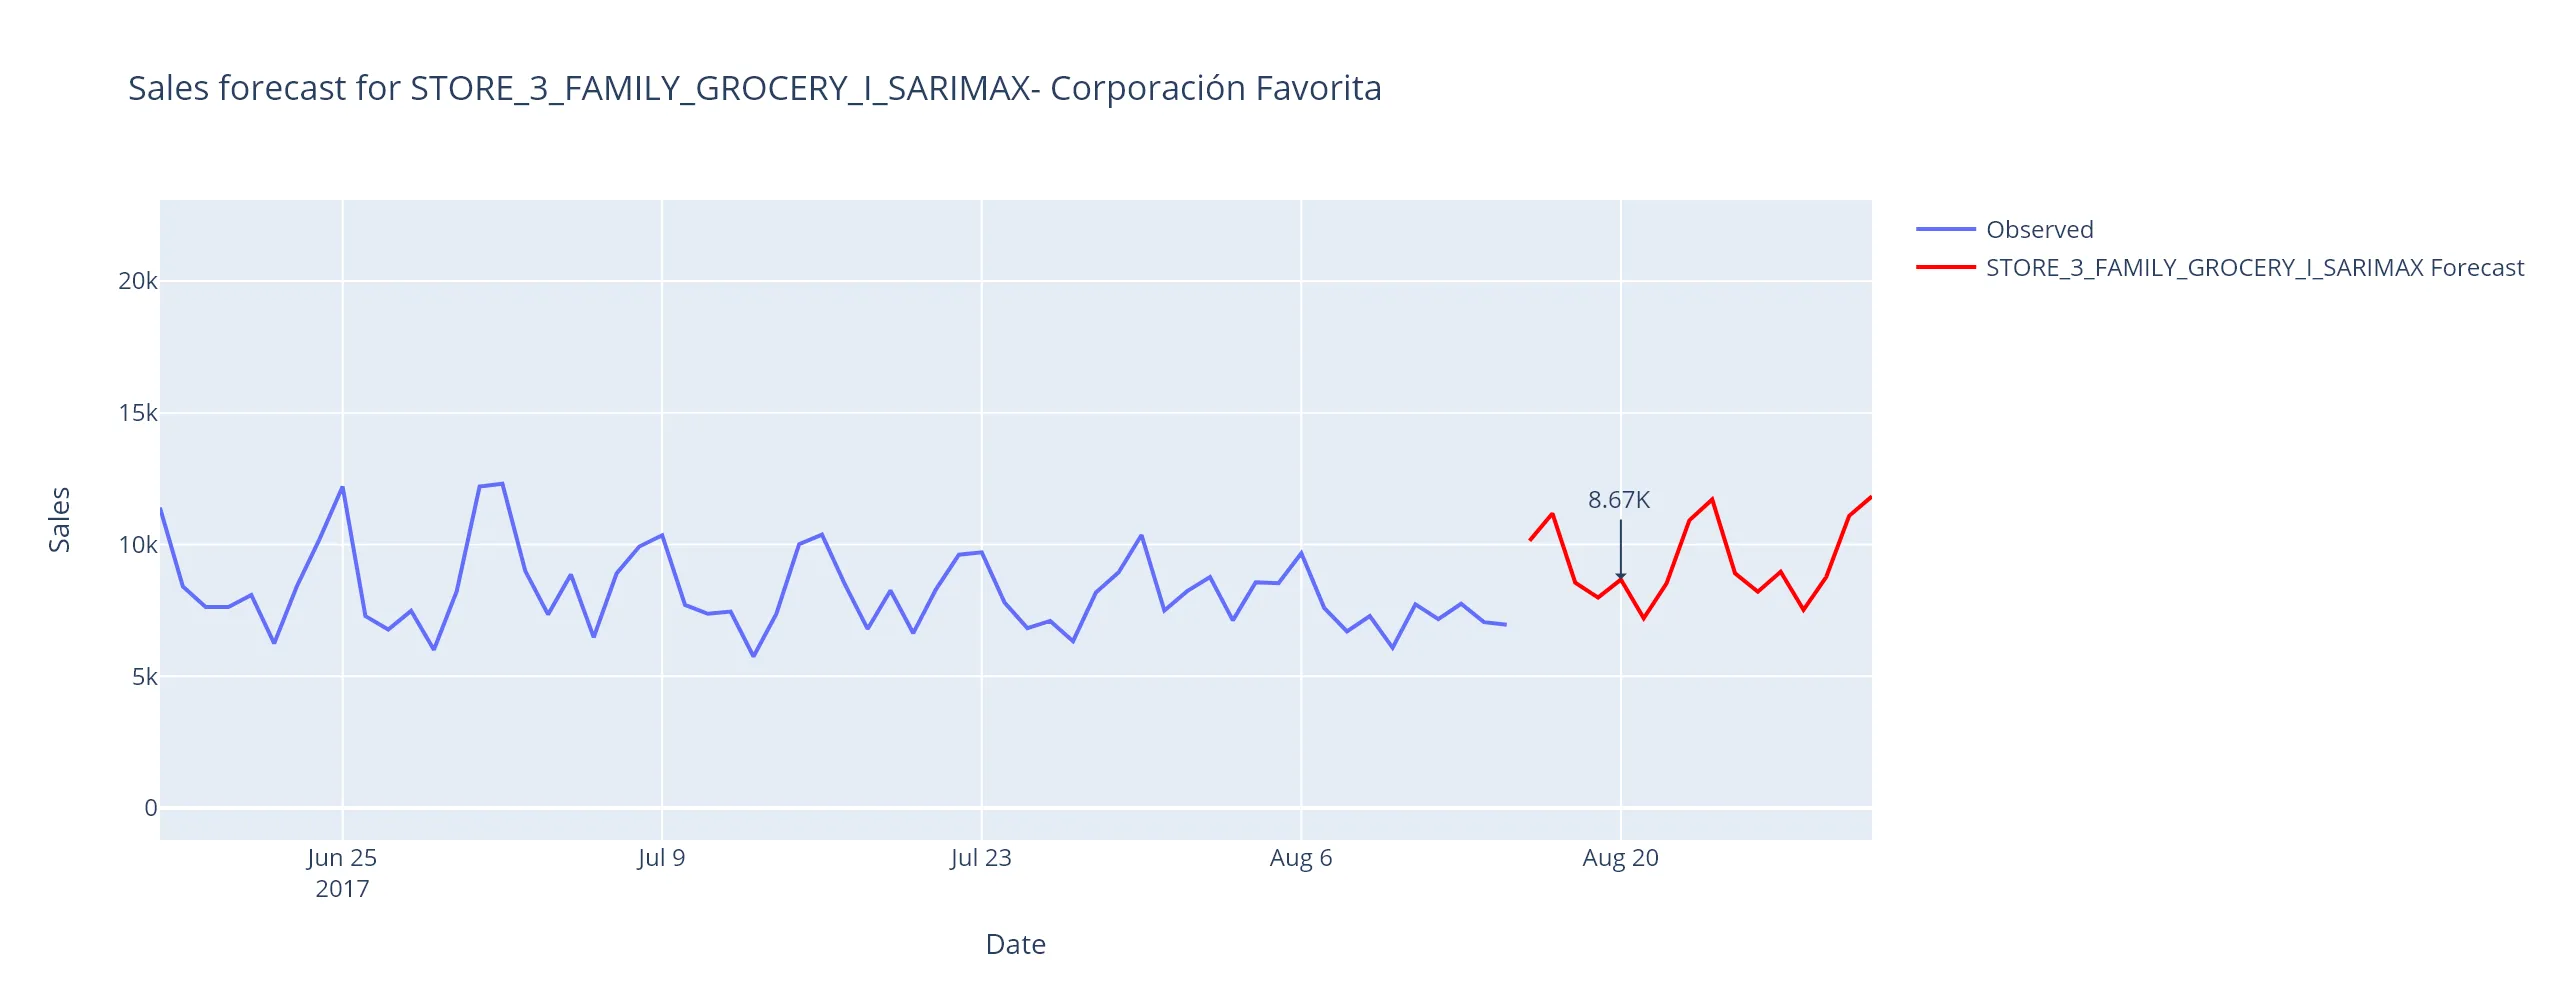 Sales forecast for STORE_3_FAMILY_GROCERY_I_SARIMAX- Corporación Favorita
Observed
STORE_3_FAMILY_GROCERY_I_SARIMAX Forecast
20k
15k
10k
5k
0
Sales
8.67K
Jun 25
2017
Jul 9
Jul 23
Aug 6
Aug 20
Date